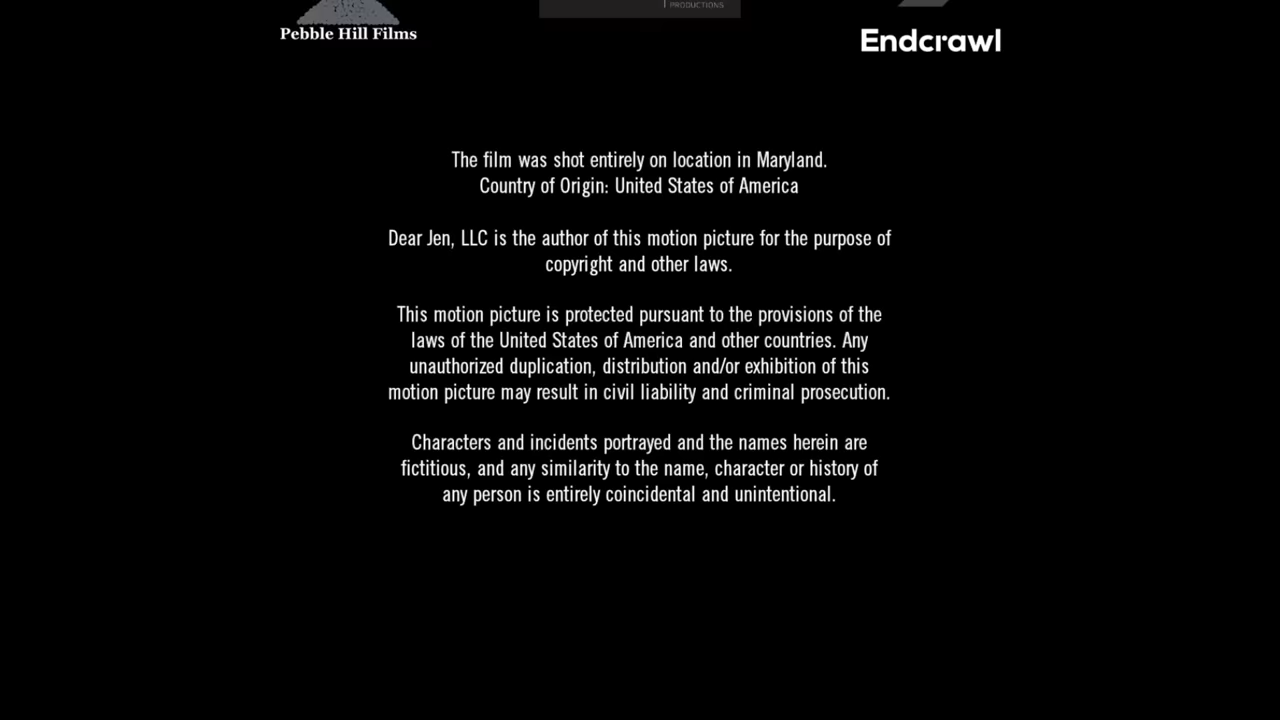 PRODUCTIONS
Pebble Hill Films
Endcrawl
The film was shot entirely on location in Maryland.
Country of Origin: United States of America
Dear Jen, LLC is the author of this motion picture for the purpose of
copyright and other laws.
This motion picture is protected pursuant to the provisions of the
laws of the United States of America and other countries. Any
unauthorized duplication, distribution and/or exhibition of this
motion picture may result in civil liability and criminal prosecution.
Characters and incidents portrayed and the names herein are
fictitious, and any similarity to the name, character or history of
any person is entirely coincidental and unintentional.